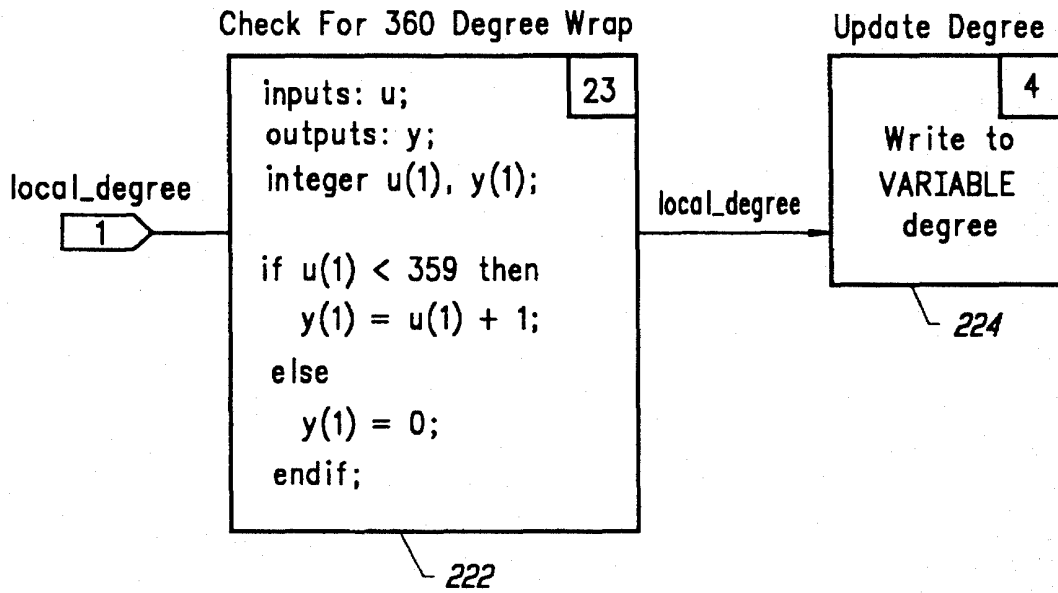 Check For 360 Degree Wrap
23
inputs: u;
outputs: y;
integer u(1), y(1);
if u(1) < 359 then
y(1) = u(1) + 1;
else
y(1) = 0;
endif;
local_degree
1
222
local_degree
Update Degree
4
Write to
VARIABLE
degree
224